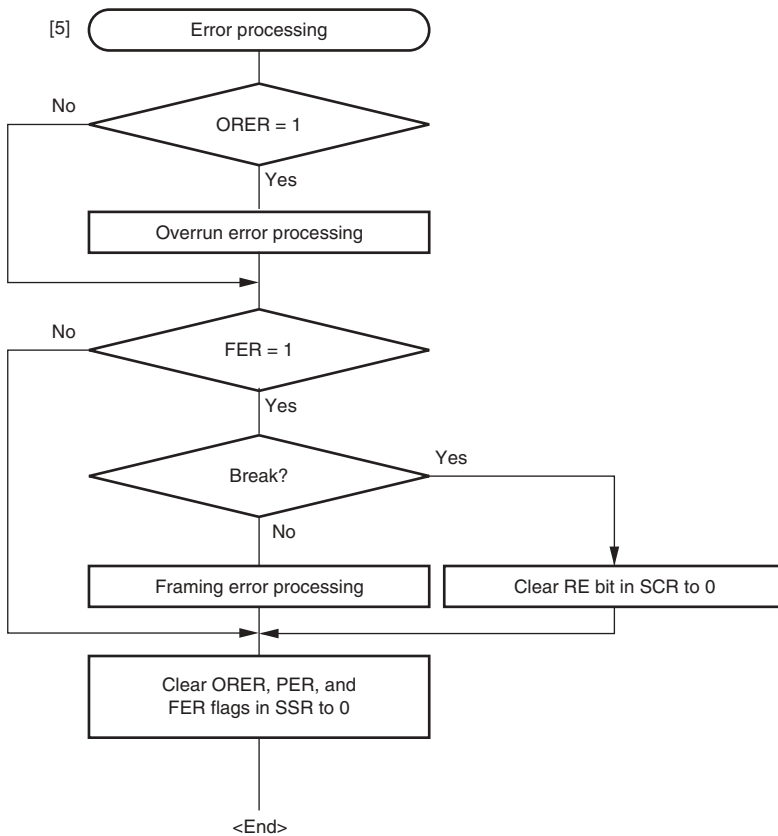 [5]
Error processing
No
ORER = 1
Yes
Overrun error processing
No
FER = 1
Yes
Break?
Yes
No
Framing error processing
Clear RE bit in SCR to 0
Clear ORER, PER, and
FER flags in SSR to 0
<End>